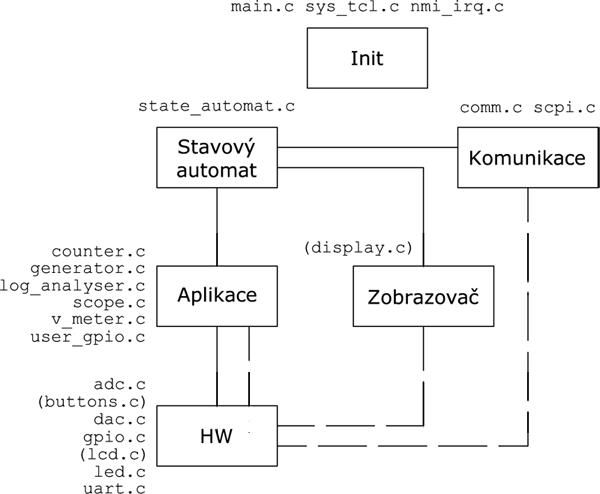 main.c sys_tcl.c nmi_irq.c
Init
state_automat.c
comm.c scpi.c
Stavový
automat
Komunikace
counter.c
generator.c
log_analyser.c
scope.c
v_meter.c
user_gpio.c
Aplikace
(display.c)
Zobrazovač
adc.c
(buttons.c)
dac.c
gpio.c
(lcd.c)
led.c
uart.c
HW